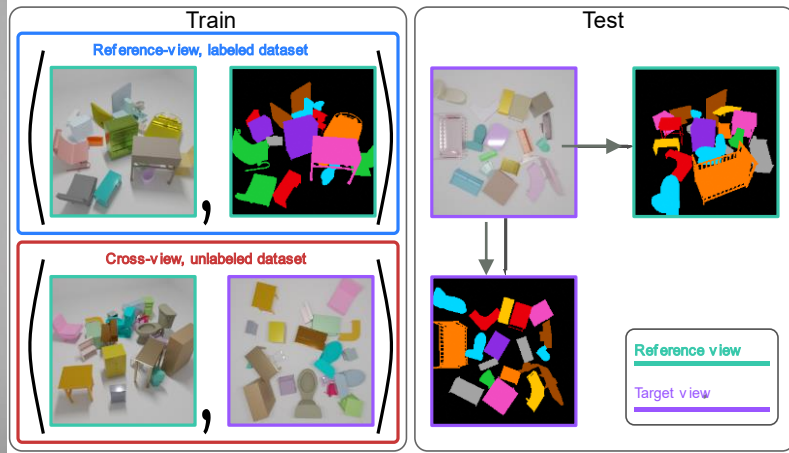 Train
Test
Reference-view, labeled dataset
,
Cross-view, unlabeled dataset
,
Reference view
Target view